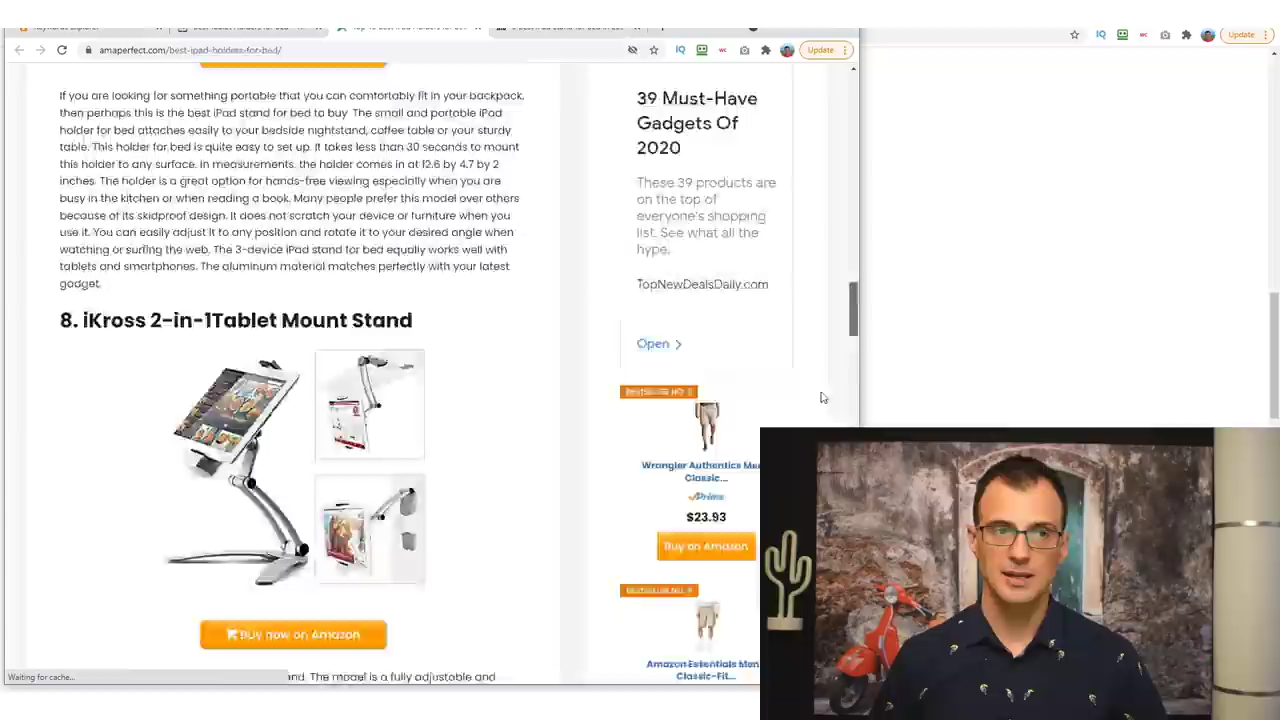 amaperfect.com/best-ipad-holders-for-bed/
Update
Update
If you are looking for something portable that you can comfortably fit in your backpack,
then perhaps this is the best iPad stand for bed to buy. The small and portable iPad
holder for bed attaches easily to your bedside nightstand, coffee table or your sturdy
table. This holder for bed is quite easy to set up. It takes less than 30 seconds to mount
this holder to any surface. In measurements, the holder comes in at 12.6 by 4.7 by 2
inches. The holder is a great option for hands-free viewing especially when you are
busy in the kitchen or when reading a book. Many people prefer this model over others
because of its skidproof design. It does not scratch your device or furniture when you
use it. You can easily adjust it to any position and rotate it to your desired angle when
watching or surfing the web. The 3-device iPad stand for bed equally works well with
tablets and smartphones. The aluminum material matches perfectly with your latest
gadget.
8. iKross 2-in-1Tablet Mount Stand
Buy now on Amazon
nd. The model is a fully adjustable and
Waiting for cache...
39 Must-Have
Gadgets Of
2020
These 39 products are
on the top of
everyone's shopping
list. See what all the
hype.
TopNewDealsDaily.com
Open >
Wrangler Authentics Me
Classic...
Prime
$23.93
Buy on Amazon
Amazon Essentials Men
Classic-Fit...